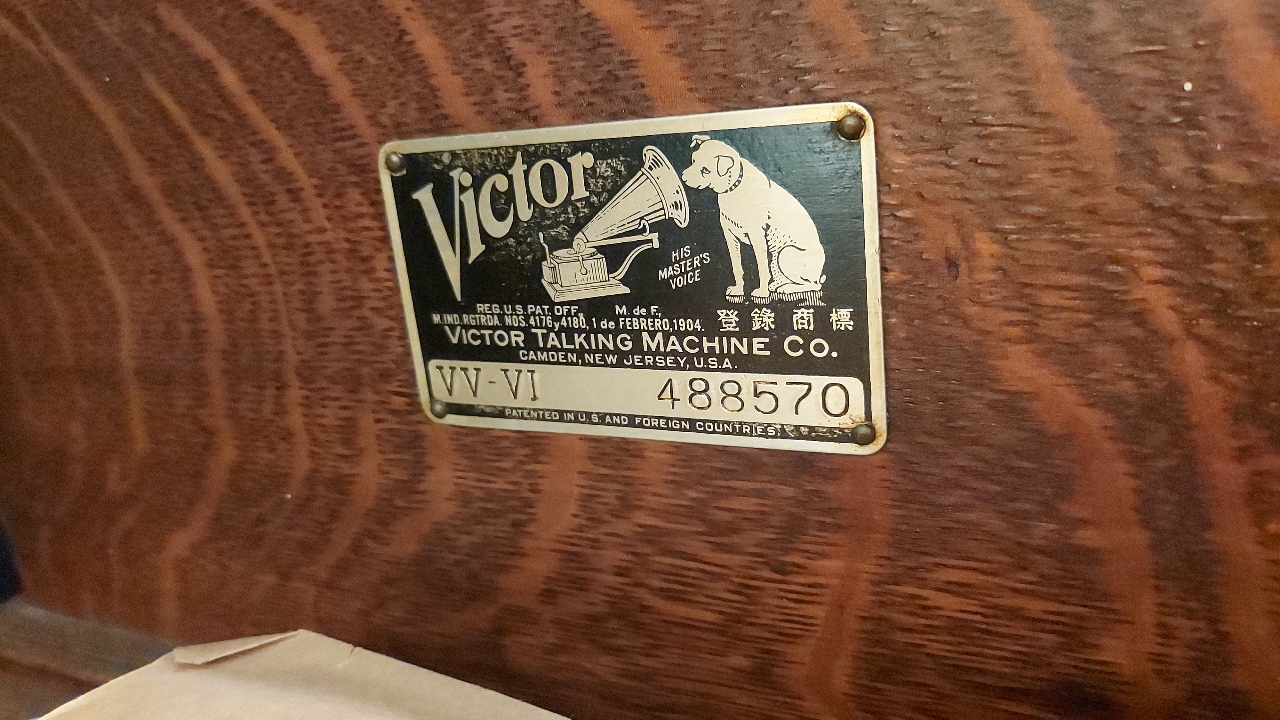 Victor
HIS
MASTER'S
VOICE
REG. U.S. PAT. OFF., M. de F.,
M. IND. RGTRDA. NOS. 4176 y 4180, 1 de FEBRERO, 1904. 登錄商標
VICTOR TALKING MACHINE CO.
CAMDEN, NEW JERSEY, U.S.A.
VV-VI 488570
PATENTED IN U.S. AND FOREIGN COUNTRIES.